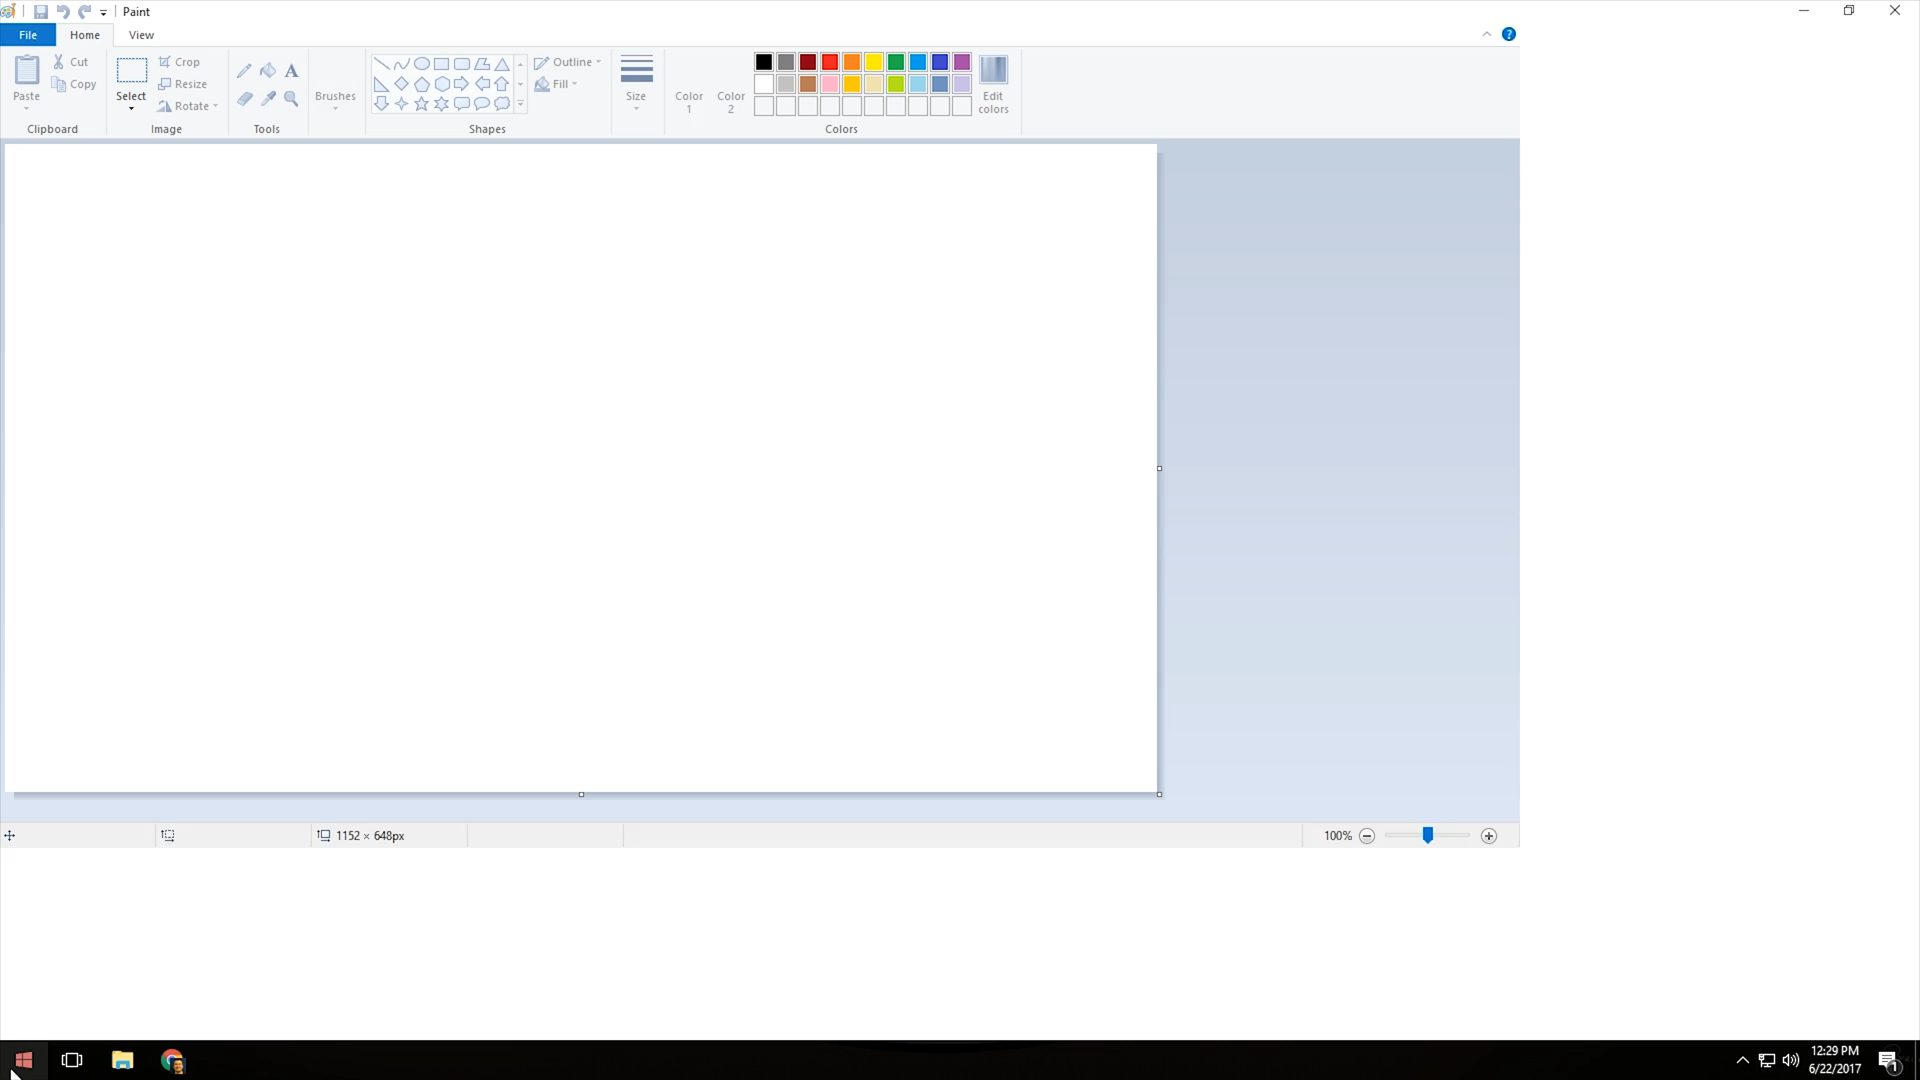 Paint
File Home View
Paste Cut Copy Clipboard
Select Crop Resize Rotate Image
Tools
Brushes
Outline Fill Shapes
Size
Color 1 Color 2 Edit colors Colors
1152 × 648px
100%
12:29 PM
6/22/2017
1